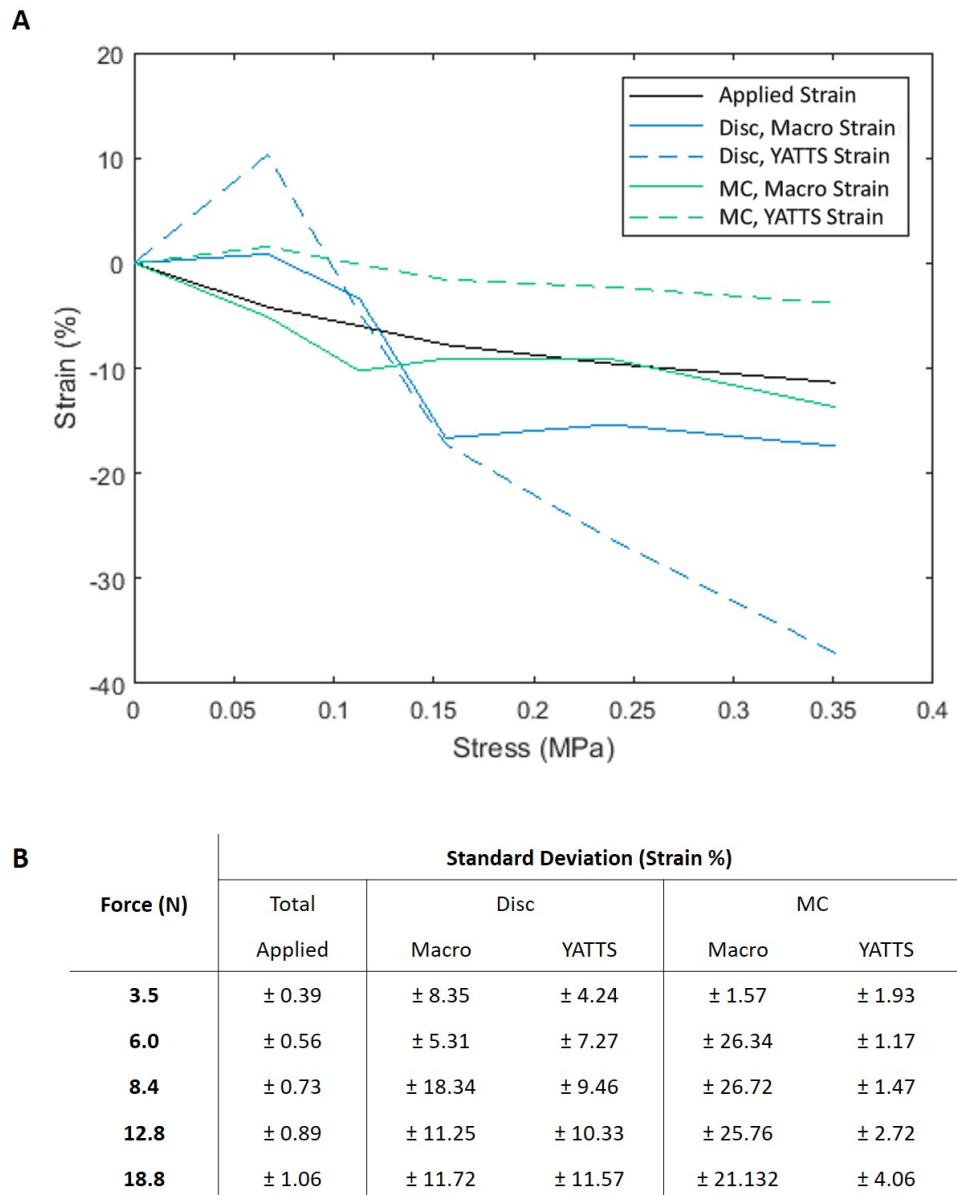 A
20
10
0
-10
-20
-30
-40
Strain (%)
0 0.05 0.1 0.15 0.2 0.25 0.3 0.35 0.4
Stress (MPa)
Applied Strain
Disc, Macro Strain
Disc, YATTS Strain
MC, Macro Strain
MC, YATTS Strain
B
Standard Deviation (Strain %)
Force (N) Total Disc MC
Applied Macro YATTS Macro YATTS
3.5 ± 0.39 ± 8.35 ± 4.24 ± 1.57 ± 1.93
6.0 ± 0.56 ± 5.31 ± 7.27 ± 26.34 ± 1.17
8.4 ± 0.73 ± 18.34 ± 9.46 ± 26.72 ± 1.47
12.8 ± 0.89 ± 11.25 ± 10.33 ± 25.76 ± 2.72
18.8 ± 1.06 ± 11.72 ± 11.57 ± 21.132 ± 4.06